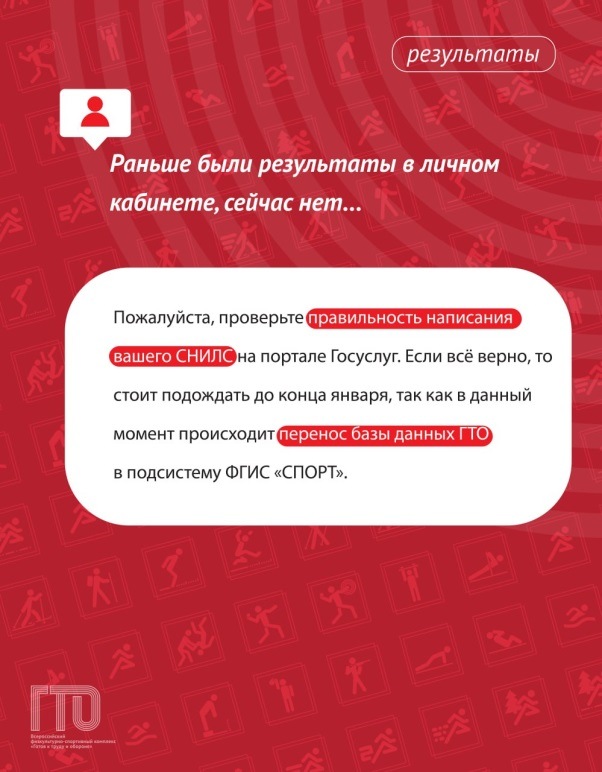 результаты
Раньше были результаты в личном
кабинете, сейчас нет...
Пожалуйста, проверьте правильность написания
вашего СНИЛС на портале Госуслуг. Если всё верно, то
стоит подождать до конца января, так как в данный
момент происходит перенос базы данных ГТО
в подсистему ФГИС «СПОРТ».
ГТО
Всероссийский
физкультурно-спортивный комплекс
«Готов к труду и обороне»